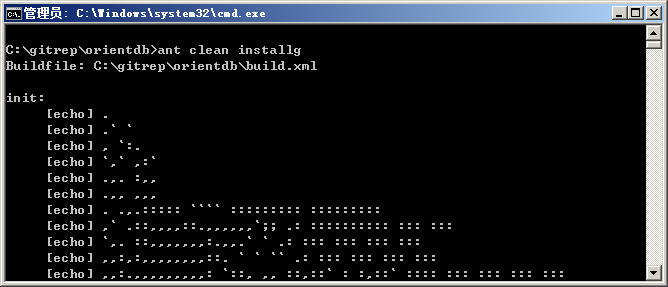 管理员: C:\Windows\system32\cmd.exe
C:\gitrep\orientdb>ant clean installg
Buildfile: C:\gitrep\orientdb\build.xml
init:
[echo] .
[echo] .` `
[echo] , `:.
[echo] `,` ,:`
[echo] .,. :,,
[echo] .,, ,,,
[echo] . .,.::::: ```` ::::::::: :::::::::
[echo] ,` .::,,,,::.,,,,,,,`;; .: :::::::::: ::: :::
[echo] `,. ::,,,,,,,:.,,.` ` .: ::: ::: ::: :::
[echo] ,,:,:,,,,,,,,::. ` ` `` .: ::: ::: ::: :::
[echo] ,,:.,,,,,,,,,: `::, ,, ::,::` : :,::` :::: ::: ::: ::: :::